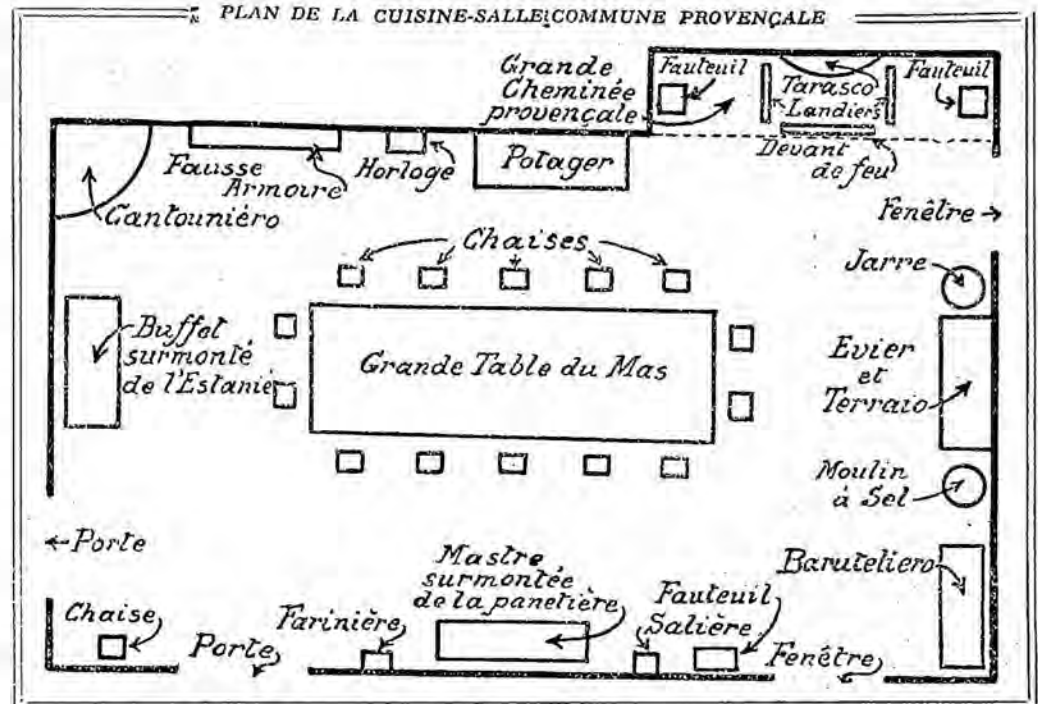 PLAN DE LA CUISINE-SALLE COMMUNE PROVENÇALE
Grande
Cheminée
provençale
Fauteuil
Tarasco
Landiers
Fauteuil
Devant
de feu
Fausse
Armoire
Horloge
Potager
Cantouniéro
Fenêtre
Chaises
Jarre
Buffet
surmonté
de l'Estanié
Grande Table du Mas
Evier
et
Terraio
Moulin
à Sel
Porte
Mastre
surmontée
de la panetière
Baruteliero
Chaise
Porte
Farinière
Fauteuil
Salière
Fenêtre